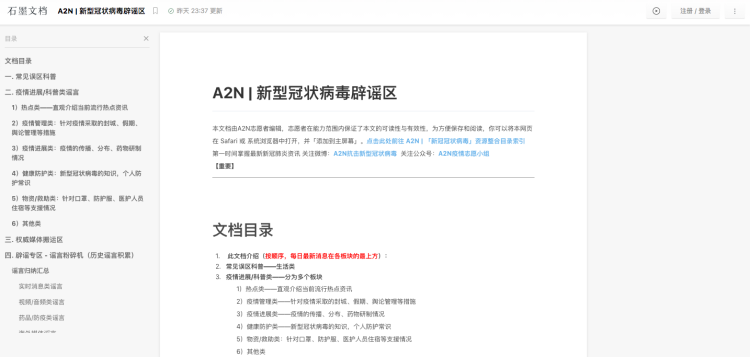 石墨文档
A2N | 新型冠状病毒辟谣区
昨天 23:37 更新
注册 / 登录
目录
文档目录
一. 常见误区科普
二. 疫情进展/科普类谣言
1）热点类——直观介绍当前流行热点资讯
2）疫情管理类：针对疫情采取的封城、假期、
舆论管理等措施
3）疫情进展类：疫情的传播、分布、药物研制
情况
4）健康防护类：新型冠状病毒的知识、个人防
护常识
5）物资/救助类：针对口罩、防护服、医护人员
住宿等支援情况
6）其他类
三. 权威媒体搬运区
四. 辟谣专区 - 谣言粉碎机（历史谣言积累）
谣言归纳汇总
实时消息类谣言
视频/音频类谣言
药品/防疫类谣言
A2N | 新型冠状病毒辟谣区
本文档由A2N志愿者编辑，志愿者在能力范围内保证了本文的可读性与有效性，为方便保存和阅读，你可以将本网页
在 Safari 或 系统浏览器中打开，并「添加到主屏幕」。点击此处前往 A2N | 「新冠冠状病毒」资源整合目录索引
第一时间掌握最新新冠肺炎资讯 关注微博：A2N抗击新型冠状病毒 关注公众号：A2N疫情志愿小组
【重要】
文档目录
1. 此文档介绍（按顺序，每日最新消息在各板块的最上方）：
2. 常见误区科普——生活类
3. 疫情进展/科普类——分为多个板块
1）热点类——直观介绍当前流行热点资讯
2）疫情管理类——针对疫情采取的封城、假期、舆论管理等措施
3）疫情进展类——疫情的传播、分布、药物研制情况
4）健康防护类——新型冠状病毒的知识、个人防护常识
5）物资/救助类：针对口罩、防护服、医护人员住宿等支援情况
6）其他类